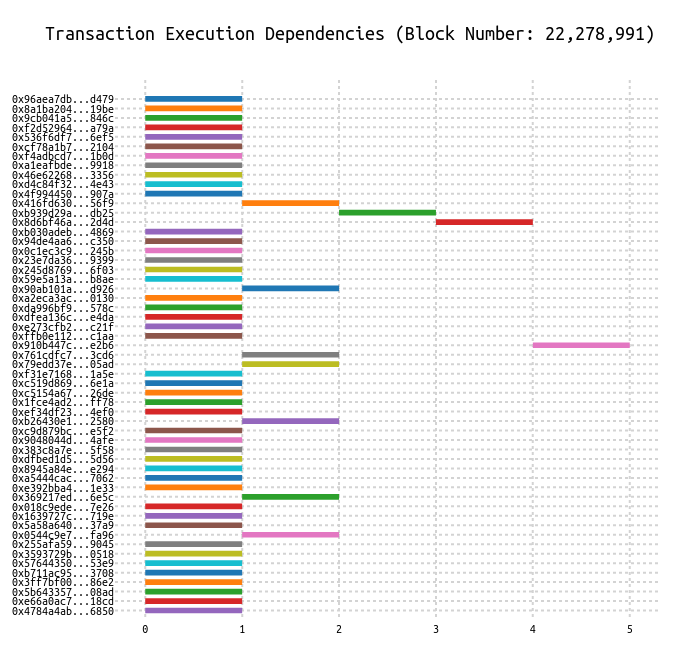 Transaction Execution Dependencies (Block Number: 22,278,991)
0x96aea7db...d479
0x8a1ba204...19be
0x9cb041a5...846c
0xf2d52964...a79a
0x536f6df7...6ef5
0xcf78a1b7...2104
0xf4adbcd7...1b0d
0xa1eafbde...9918
0x46e62268...3356
0xd4c84f32...4e43
0x4f994450...907a
0x416fd630...56f9
0xb939d29a...db25
0x8d6bf46a...2d4d
0xb030adeb...4869
0x94de4aa6...c350
0x0c1ec3c9...245b
0x23e7da36...9399
0x245d8769...6f03
0x59e5a13a...b8ae
0x90ab101a...d926
0xa2eca3ac...0130
0xda996bf9...578c
0xdfea136c...e4da
0xe273cfb2...c21f
0xffb0e112...c1aa
0x910b447c...e2b6
0x761cdfc7...3cd6
0x79edd37e...05ad
0xf31e7168...1a5e
0xc519d869...6e1a
0xc5154a67...26de
0x1fce4ad2...ff78
0xef34df23...4ef0
0xb26430e1...2580
0xc9d879bc...e5f2
0x9048044d...4afe
0x383c8a7e...5f58
0xdfbed1d5...5d56
0x8945a84e...e294
0xa5444cac...7062
0xe392bba4...1e33
0x369217ed...6e5c
0x018c9ede...7e26
0x1639727c...719e
0x5a58a640...37a9
0x0544c9e7...fa96
0x255afa59...9045
0x3593729b...0518
0x57644350...53e9
0xb711ac95...3708
0x3ff7bf00...86e2
0x5b643357...08ad
0xe66a0ac7...18cd
0x4784a4ab...6850
0 1 2 3 4 5